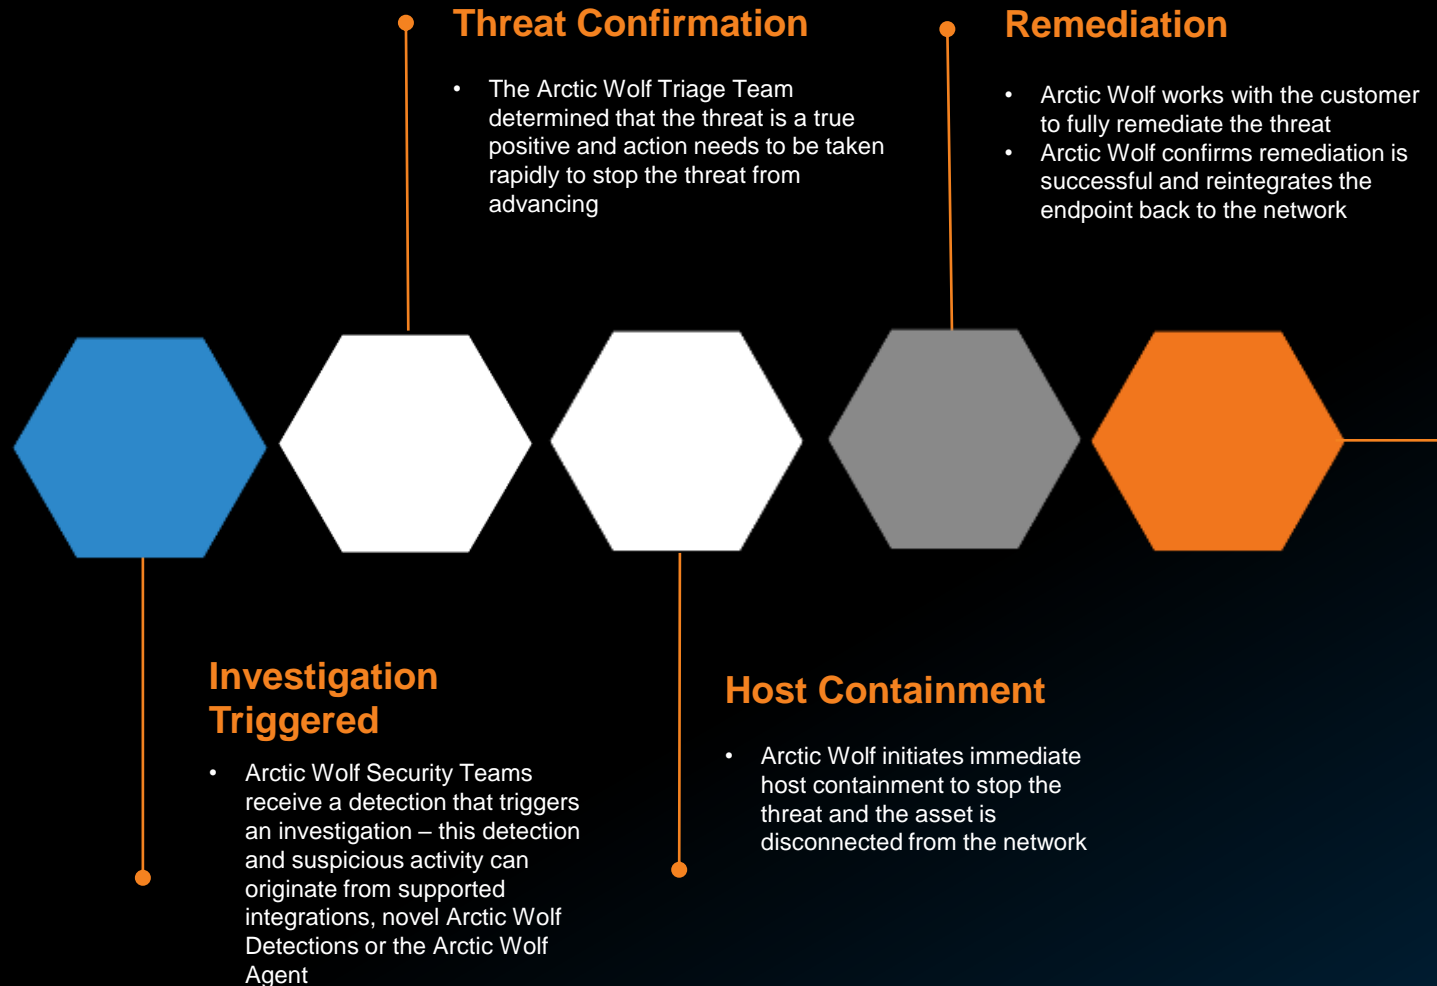 Threat Confirmation
• The Arctic Wolf Triage Team
determined that the threat is a true
positive and action needs to be taken
rapidly to stop the threat from
advancing
Remediation
• Arctic Wolf works with the customer
to fully remediate the threat
• Arctic Wolf confirms remediation is
successful and reintegrates the
endpoint back to the network
Investigation
Triggered
• Arctic Wolf Security Teams
receive a detection that triggers
an investigation – this detection
and suspicious activity can
originate from supported
integrations, novel Arctic Wolf
Detections or the Arctic Wolf
Agent
Host Containment
• Arctic Wolf initiates immediate
host containment to stop the
threat and the asset is
disconnected from the network